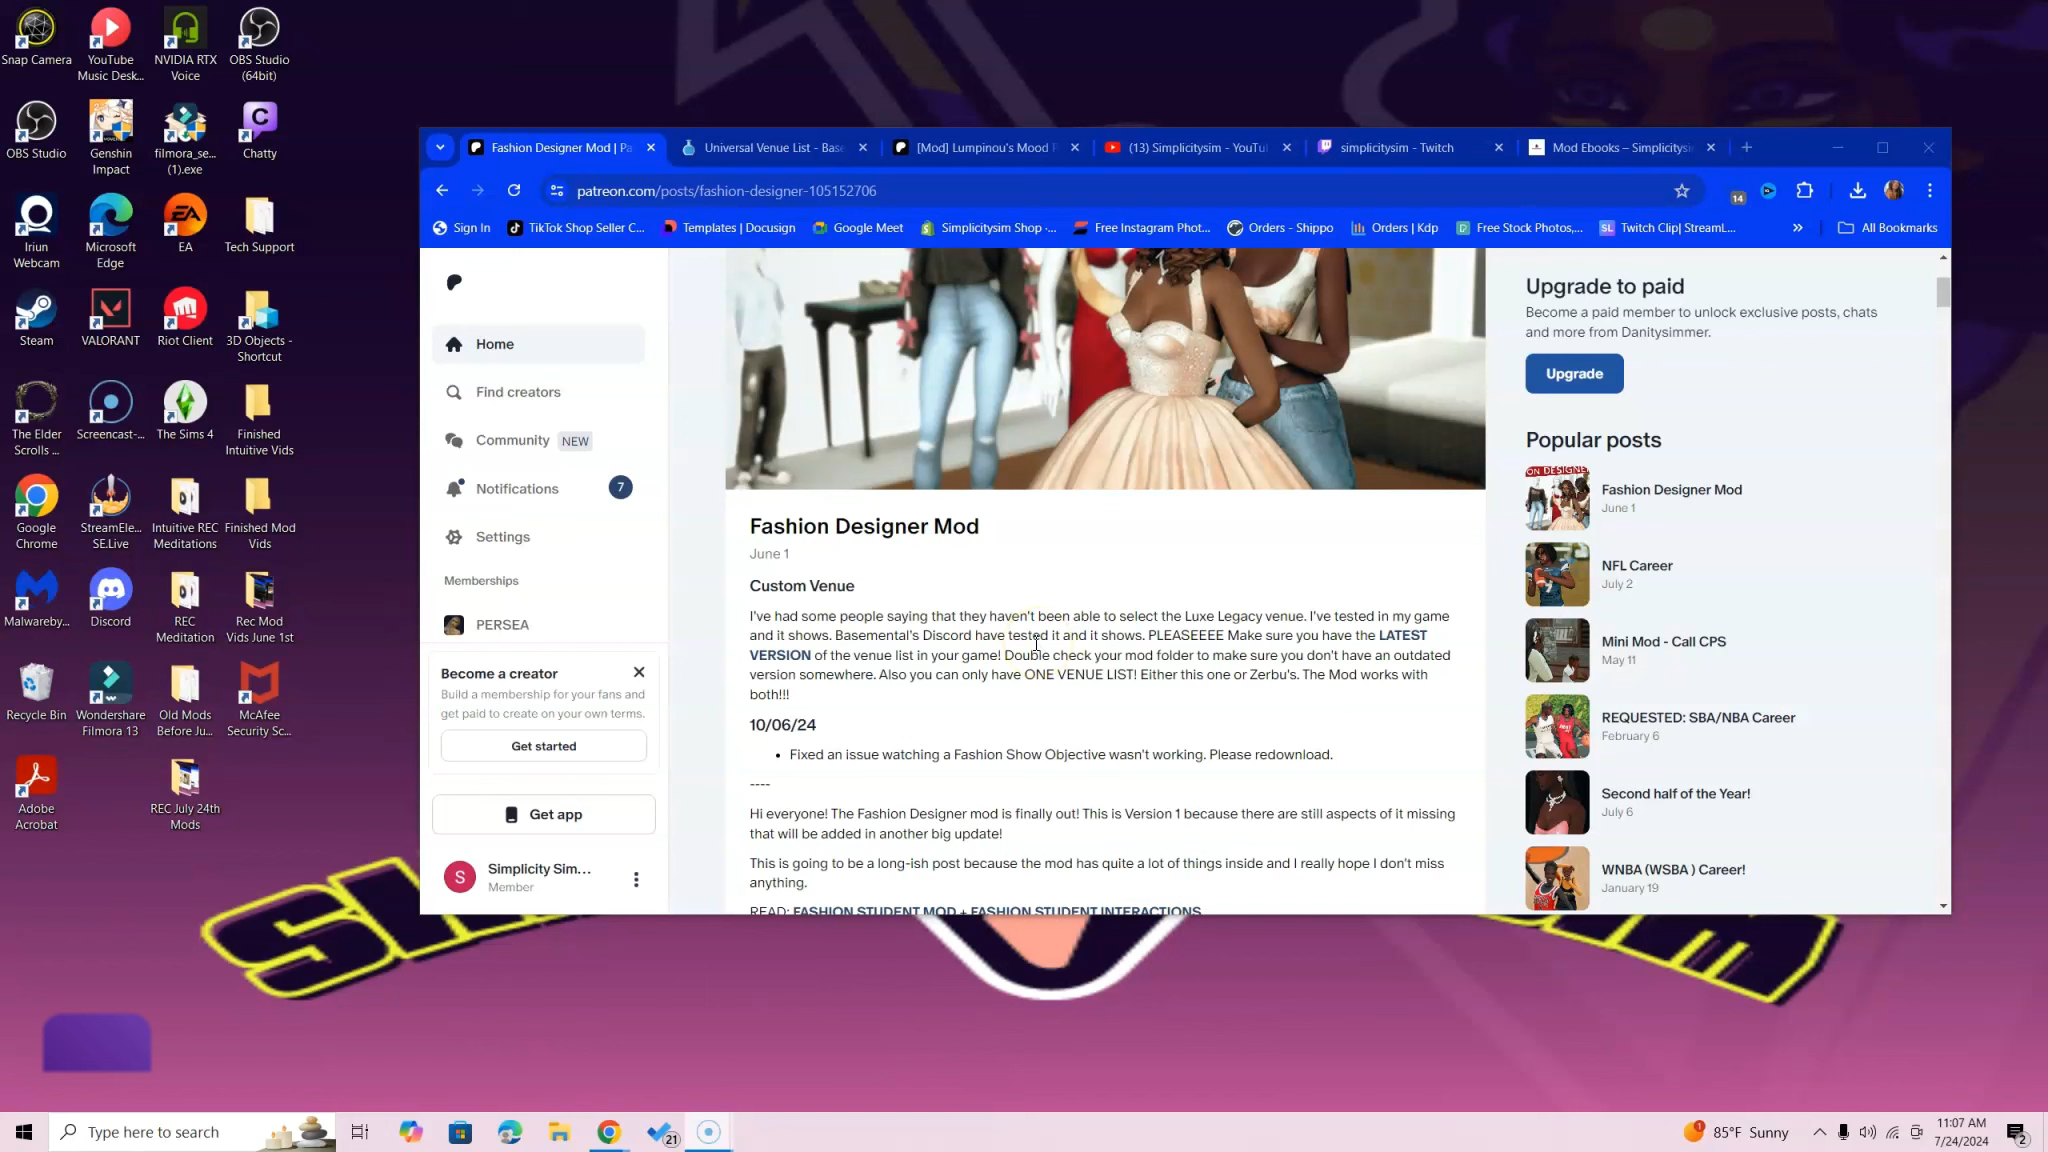 Snap Camera
YouTube
Music Desk...
NVIDIA RTX
Voice
OBS Studio
(64bit)
OBS Studio
Genshin
Impact
filmora_se...
(1).exe
Chatty
Iriun
Webcam
Microsoft
Edge
EA
Tech Support
Steam
VALORANT
Riot Client
3D Objects -
Shortcut
The Elder
Scrolls ...
Screencast-...
The Sims 4
Finished
Intuitive Vids
Google
Chrome
StreamEle...
SE.Live
Intuitive REC
Meditations
Finished Mod
Vids
Malwareby...
Discord
REC
Meditation
Rec Mod
Vids June 1st
Recycle Bin
Wondershare
Filmora 13
Old Mods
Before Ju...
McAfee
Security Sc...
Adobe
Acrobat
REC July 24th
Mods
Fashion Designer Mod | Pa
Universal Venue List - Base
[Mod] Lumpinou's Mood P
(13) Simplicitysim - YouTu
simplicitysim - Twitch
Mod Ebooks – Simplicitysi
patreon.com/posts/fashion-designer-105152706
14
Sign In
TikTok Shop Seller C...
Templates | Docusign
Google Meet
Simplicitysim Shop ·...
Free Instagram Phot...
Orders - Shippo
Orders | Kdp
Free Stock Photos,...
SL Twitch Clip| StreamL...
All Bookmarks
Home
Find creators
Community NEW
Notifications 7
Settings
Memberships
PERSEA
Become a creator
Build a membership for your fans and
get paid to create on your own terms.
Get started
Get app
S
Simplicity Sim...
Member
Fashion Designer Mod
June 1
Custom Venue
I've had some people saying that they haven't been able to select the Luxe Legacy venue. I've tested in my game
and it shows. Basemental's Discord have tested it and it shows. PLEASEEEE Make sure you have the LATEST
VERSION of the venue list in your game! Double check your mod folder to make sure you don't have an outdated
version somewhere. Also you can only have ONE VENUE LIST! Either this one or Zerbu's. The Mod works with
both!!!
10/06/24
• Fixed an issue watching a Fashion Show Objective wasn't working. Please redownload.
----
Hi everyone! The Fashion Designer mod is finally out! This is Version 1 because there are still aspects of it missing
that will be added in another big update!
This is going to be a long-ish post because the mod has quite a lot of things inside and I really hope I don't miss
anything.
READ: FASHION STUDENT MOD + FASHION STUDENT INTERACTIONS
Upgrade to paid
Become a paid member to unlock exclusive posts, chats
and more from Danitysimmer.
Upgrade
Popular posts
ON DESIGNE
Fashion Designer Mod
June 1
NFL Career
July 2
Mini Mod - Call CPS
May 11
REQUESTED: SBA/NBA Career
February 6
Second half of the Year!
July 6
WNBA (WSBA ) Career!
January 19
Type here to search
21
1
85°F Sunny
11:07 AM
7/24/2024
2